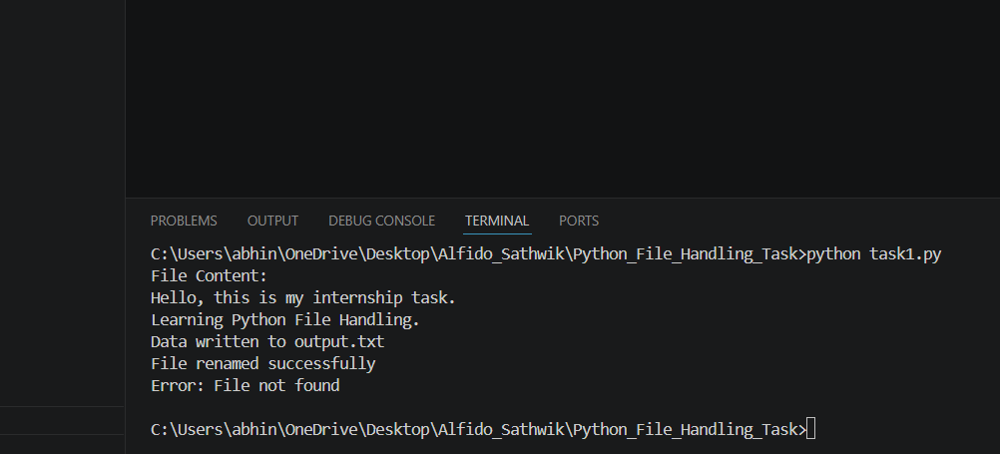 PROBLEMS OUTPUT DEBUG CONSOLE TERMINAL PORTS
C:\Users\abhin\OneDrive\Desktop\Alfido_Sathwik\Python_File_Handling_Task>python task1.py
File Content:
Hello, this is my internship task.
Learning Python File Handling.
Data written to output.txt
File renamed successfully
Error: File not found
C:\Users\abhin\OneDrive\Desktop\Alfido_Sathwik\Python_File_Handling_Task>